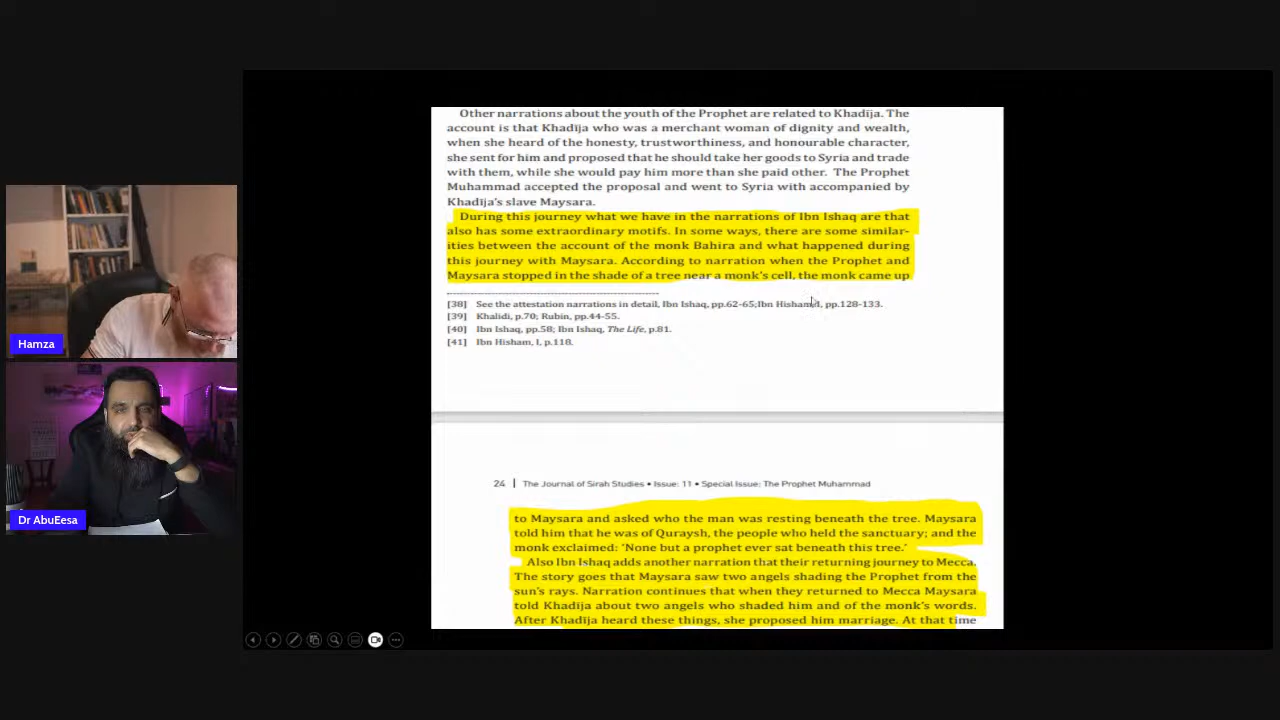 Other narrations about the youth of the Prophet are related to Khadīja. The
account is that Khadīja who was a merchant woman of dignity and wealth,
when she heard of the honesty, trustworthiness, and honourable character,
she sent for him and proposed that he should take her goods to Syria and trade
with them, while she would pay him more than she paid other. The Prophet
Muhammad accepted the proposal and went to Syria with accompanied by
Khadīja's slave Maysara.
During this journey what we have in the narrations of Ibn Ishaq are that
also has some extraordinary motifs. In some ways, there are some similar-
ities between the account of the monk Bahira and what happened during
this journey with Maysara. According to narration when the Prophet and
Maysara stopped in the shade of a tree near a monk's cell, the monk came up
[38] See the attestation narrations in detail, Ibn Ishaq, pp.62-65;Ibn Hisham, I, pp.128-133.
[39] Khalidi, p.70; Rubin, pp.44-55.
[40] Ibn Ishaq, pp.58; Ibn Ishaq, The Life, p.81.
[41] Ibn Hisham, I, p.118.
24 | The Journal of Sirah Studies • Issue: 11 • Special Issue: The Prophet Muhammad
to Maysara and asked who the man was resting beneath the tree. Maysara
told him that he was of Quraysh, the people who held the sanctuary; and the
monk exclaimed: 'None but a prophet ever sat beneath this tree.'
Also Ibn Ishaq adds another narration that their returning journey to Mecca.
The story goes that Maysara saw two angels shading the Prophet from the
sun's rays. Narration continues that when they returned to Mecca Maysara
told Khadīja about two angels who shaded him and of the monk's words.
After Khadīja heard these things, she proposed him marriage. At that time
Hamza
Dr AbuEesa